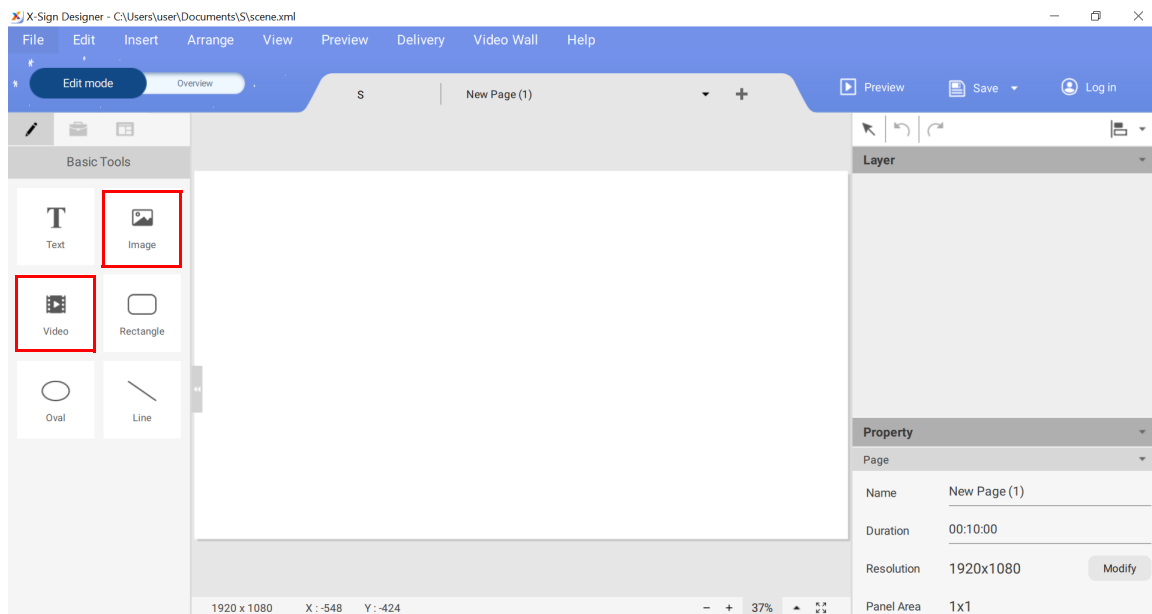 X-Sign Designer - C:\Users\user\Documents\S\scene.xml
File Edit Insert Arrange View Preview Delivery Video Wall Help
Edit mode Overview
S New Page (1)
Preview Save Log in
Basic Tools
Layer
T
Text Image
Video Rectangle
Oval Line
Property
Page
Name New Page (1)
Duration 00:10:00
Resolution 1920x1080 Modify
Panel Area 1x1
1920 x 1080 X : -548 Y : -424 37%